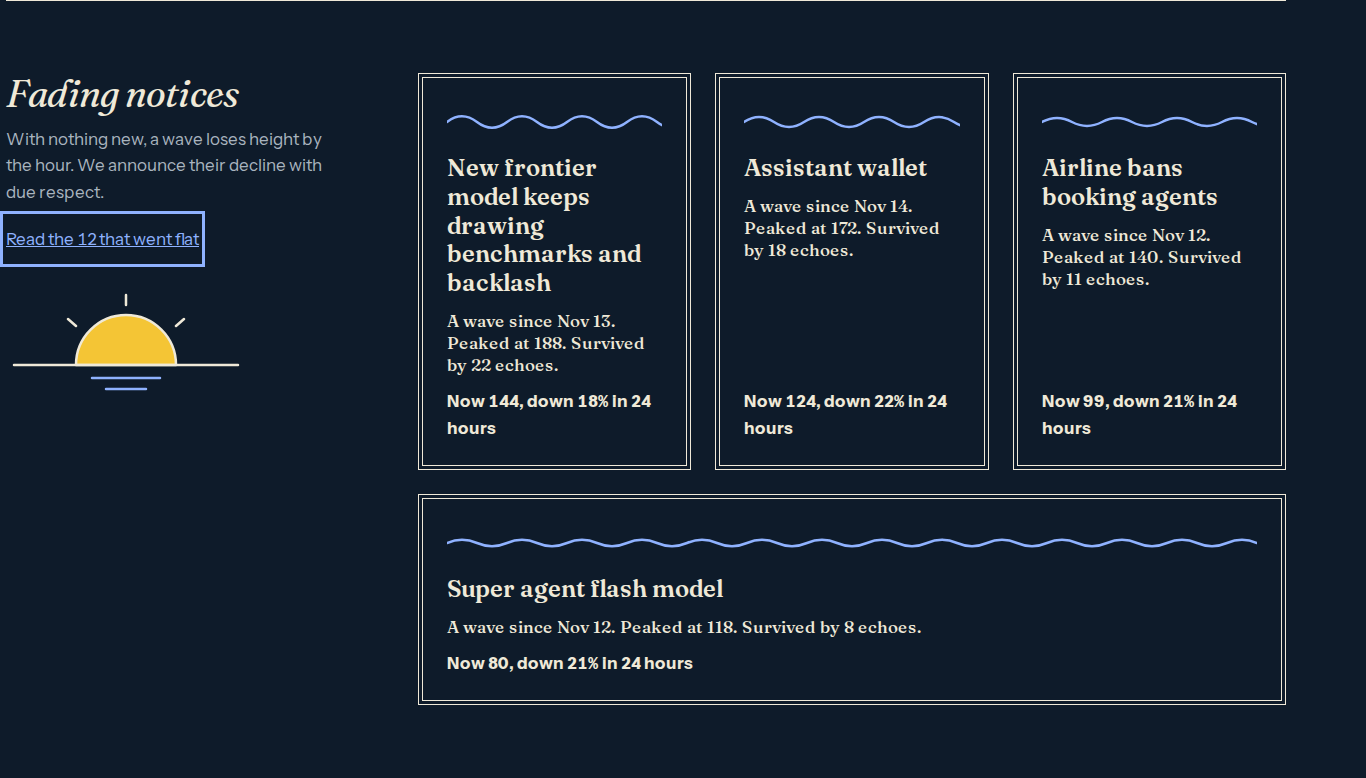 Fading notices
With nothing new, a wave loses height by
the hour. We announce their decline with
due respect.
Read the 12 that went flat
New frontier
model keeps
drawing
benchmarks and
backlash
A wave since Nov 13.
Peaked at 188. Survived
by 22 echoes.
Now 144, down 18% in 24
hours
Assistant wallet
A wave since Nov 14.
Peaked at 172. Survived
by 18 echoes.
Now 124, down 22% in 24
hours
Airline bans
booking agents
A wave since Nov 12.
Peaked at 140. Survived
by 11 echoes.
Now 99, down 21% in 24
hours
Super agent flash model
A wave since Nov 12. Peaked at 118. Survived by 8 echoes.
Now 80, down 21% in 24 hours